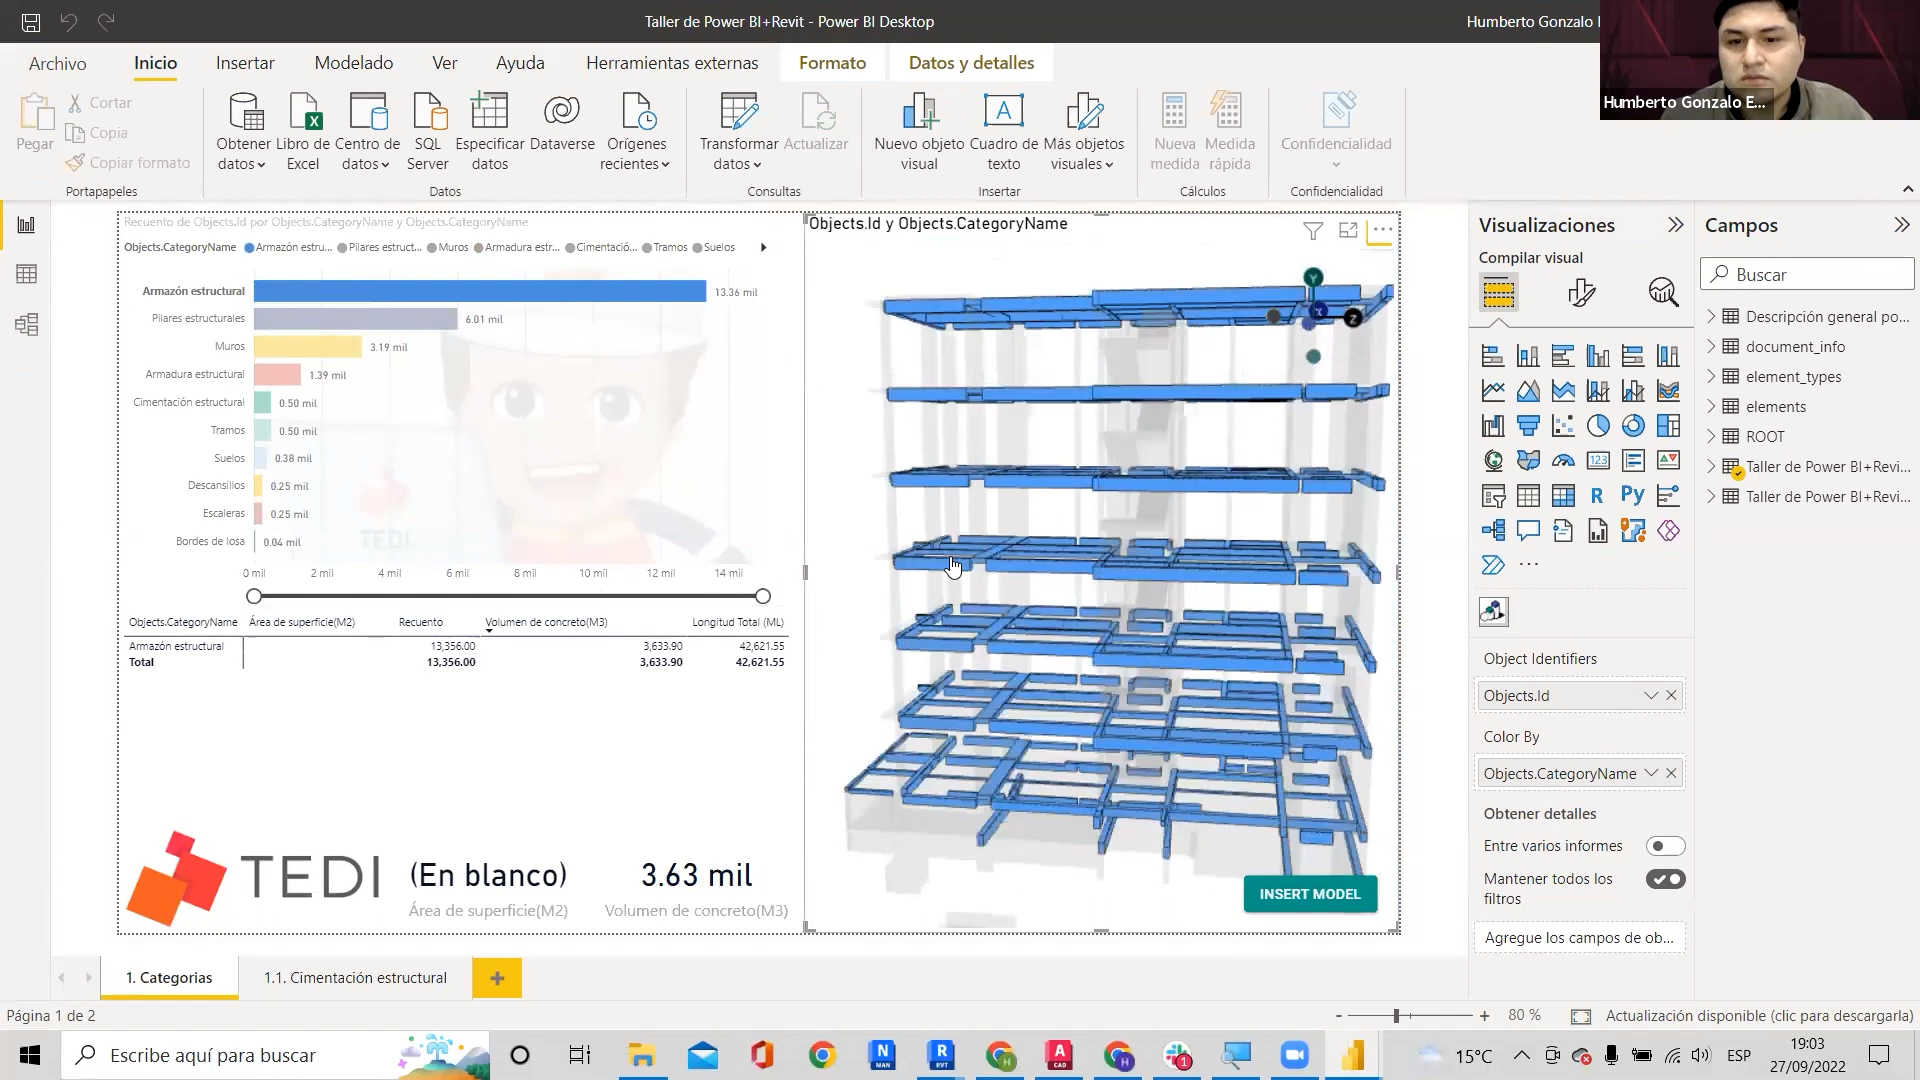 Taller de Power BI+Revit - Power BI Desktop
Humberto Gonzalo
Humberto Gonzalo E...
Archivo
Inicio
Insertar
Modelado
Ver
Ayuda
Herramientas externas
Formato
Datos y detalles
Pegar
Cortar
Copia
Copiar formato
Portapapeles
Obtener datos
Libro de Excel
Centro de datos
SQL Server
Especificar datos
Dataverse
Orígenes recientes
Datos
Transformar datos
Actualizar
Consultas
Nuevo objeto visual
Cuadro de texto
Más objetos visuales
Insertar
Nueva medida
Medida rápida
Cálculos
Confidencialidad
Confidencialidad
Recuento de Objects.Id por Objects.CategoryName y Objects.CategoryName
Objects.CategoryName Armazón estru... Pilares estruct... Muros Armadura estr... Cimentació... Tramos Suelos
Armazón estructural 13.36 mil
Pilares estructurales 6.01 mil
Muros 3.19 mil
Armadura estructural 1.39 mil
Cimentación estructural 0.50 mil
Tramos 0.50 mil
Suelos 0.38 mil
Descansillos 0.25 mil
Escaleras 0.25 mil
Bordes de losa 0.04 mil
TEDI
0 mil 2 mil 4 mil 6 mil 8 mil 10 mil 12 mil 14 mil
Objects.CategoryName Área de superficie(M2) Recuento Volumen de concreto(M3) Longitud Total (ML)
Armazón estructural 13,356.00 3,633.90 42,621.55
Total 13,356.00 3,633.90 42,621.55
TEDI
(En blanco)
Área de superficie(M2)
3.63 mil
Volumen de concreto(M3)
Objects.Id y Objects.CategoryName
Y
X
Z
INSERT MODEL
Visualizaciones
Compilar visual
R
Py
123
...
Object Identifiers
Objects.Id
Color By
Objects.CategoryName
Obtener detalles
Entre varios informes
Mantener todos los filtros
Agregue los campos de ob...
Campos
Buscar
Descripción general po...
document_info
element_types
elements
ROOT
Taller de Power BI+Revi...
Taller de Power BI+Revi...
1. Categorias
1.1. Cimentación estructural
+
Página 1 de 2
- + 80 %
Actualización disponible (clic para descargarla)
Escribe aquí para buscar
N MAN
R RVT
H
A CAD
H
1
15°C
ESP
19:03
27/09/2022